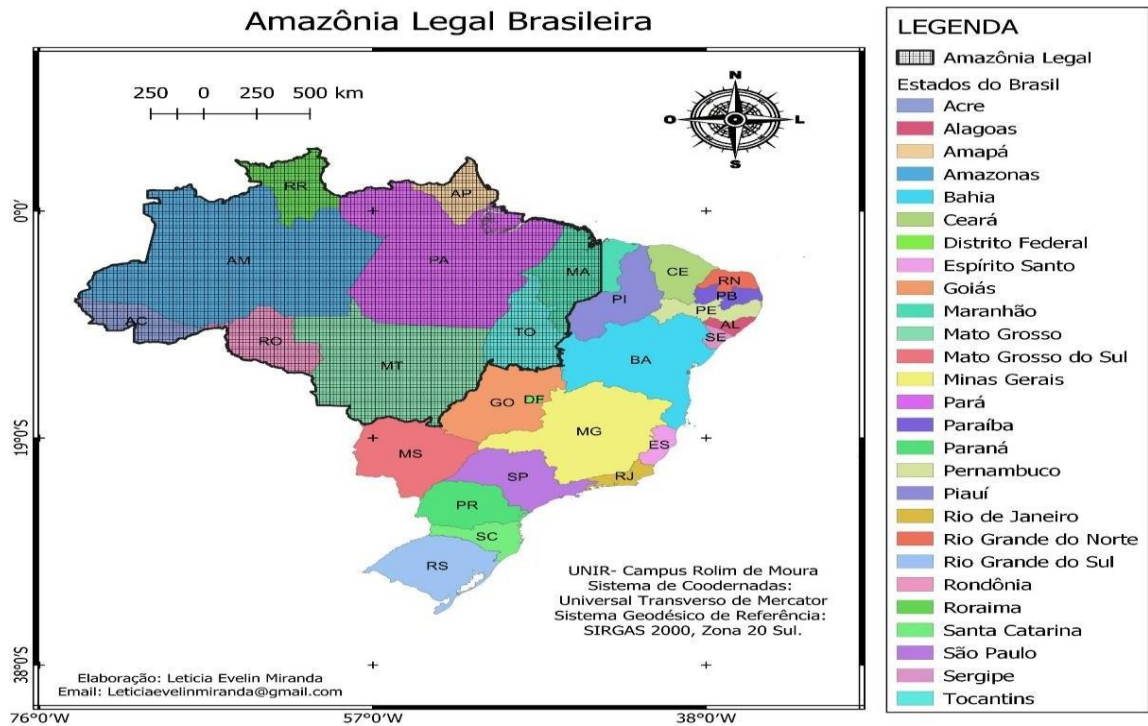 Amazônia Legal Brasileira
250 0 250 500 km
N
O
L
S
RR
AP
AM
PA
MA
CE
RN
PB
PI
PE
AL
SE
AC
RO
TO
BA
MT
GO
DF
MG
ES
MS
SP
RJ
PR
SC
RS
0°0'
19°0'S
38°0'S
76°0'W
57°0'W
38°0'W
UNIR- Campus Rolim de Moura
Sistema de Coodernadas:
Universal Transverso de Mercator
Sistema Geodésico de Referência:
SIRGAS 2000, Zona 20 Sul.
Elaboração: Leticia Evelin Miranda
Email: Leticiaevelinmiranda@gmail.com
LEGENDA
Amazônia Legal
Estados do Brasil
Acre
Alagoas
Amapá
Amazonas
Bahia
Ceará
Distrito Federal
Espírito Santo
Goiás
Maranhão
Mato Grosso
Mato Grosso do Sul
Minas Gerais
Pará
Paraíba
Paraná
Pernambuco
Piauí
Rio de Janeiro
Rio Grande do Norte
Rio Grande do Sul
Rondônia
Roraima
Santa Catarina
São Paulo
Sergipe
Tocantins